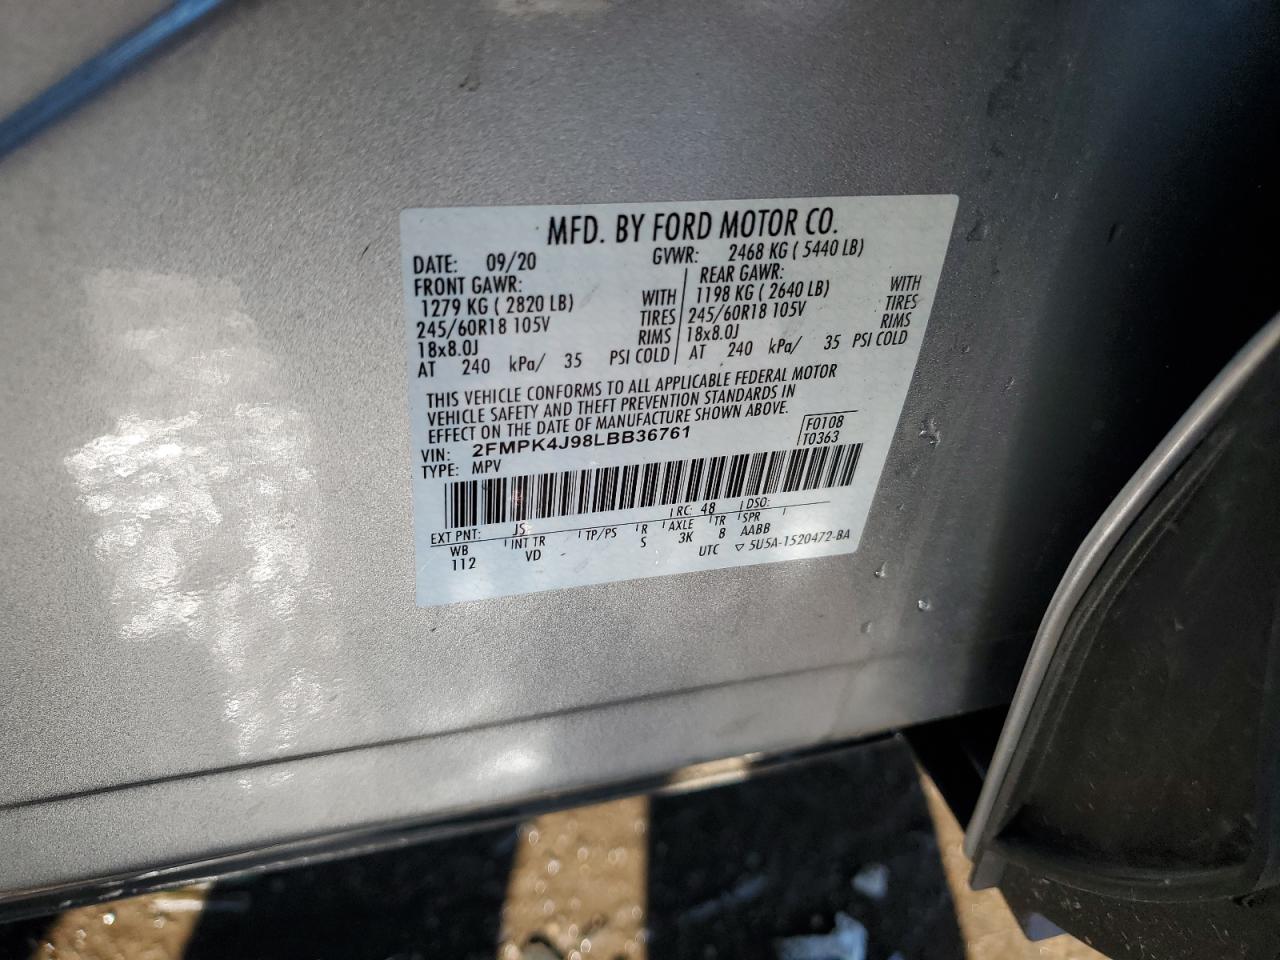 MFD. BY FORD MOTOR CO.
DATE: 09/20 GVWR: 2468 KG ( 5440 LB)
FRONT GAWR: REAR GAWR:
1279 KG ( 2820 LB) WITH 1198 KG ( 2640 LB) WITH
245/60R18 105V TIRES 245/60R18 105V TIRES
18x8.0J RIMS 18x8.0J RIMS
AT 240 kPa/ 35 PSI COLD AT 240 kPa/ 35 PSI COLD
THIS VEHICLE CONFORMS TO ALL APPLICABLE FEDERAL MOTOR
VEHICLE SAFETY AND THEFT PREVENTION STANDARDS IN
EFFECT ON THE DATE OF MANUFACTURE SHOWN ABOVE.
VIN: 2FMPK4J98LBB36761 F0108
TYPE: MPV T0363
EXT PNT: JS RC: 48 DSO:
WB INT TR TP/PS R AXLE TR SPR
112 VD S 3K 8 AABB
UTC ▽ 5U5A-1520472-BA